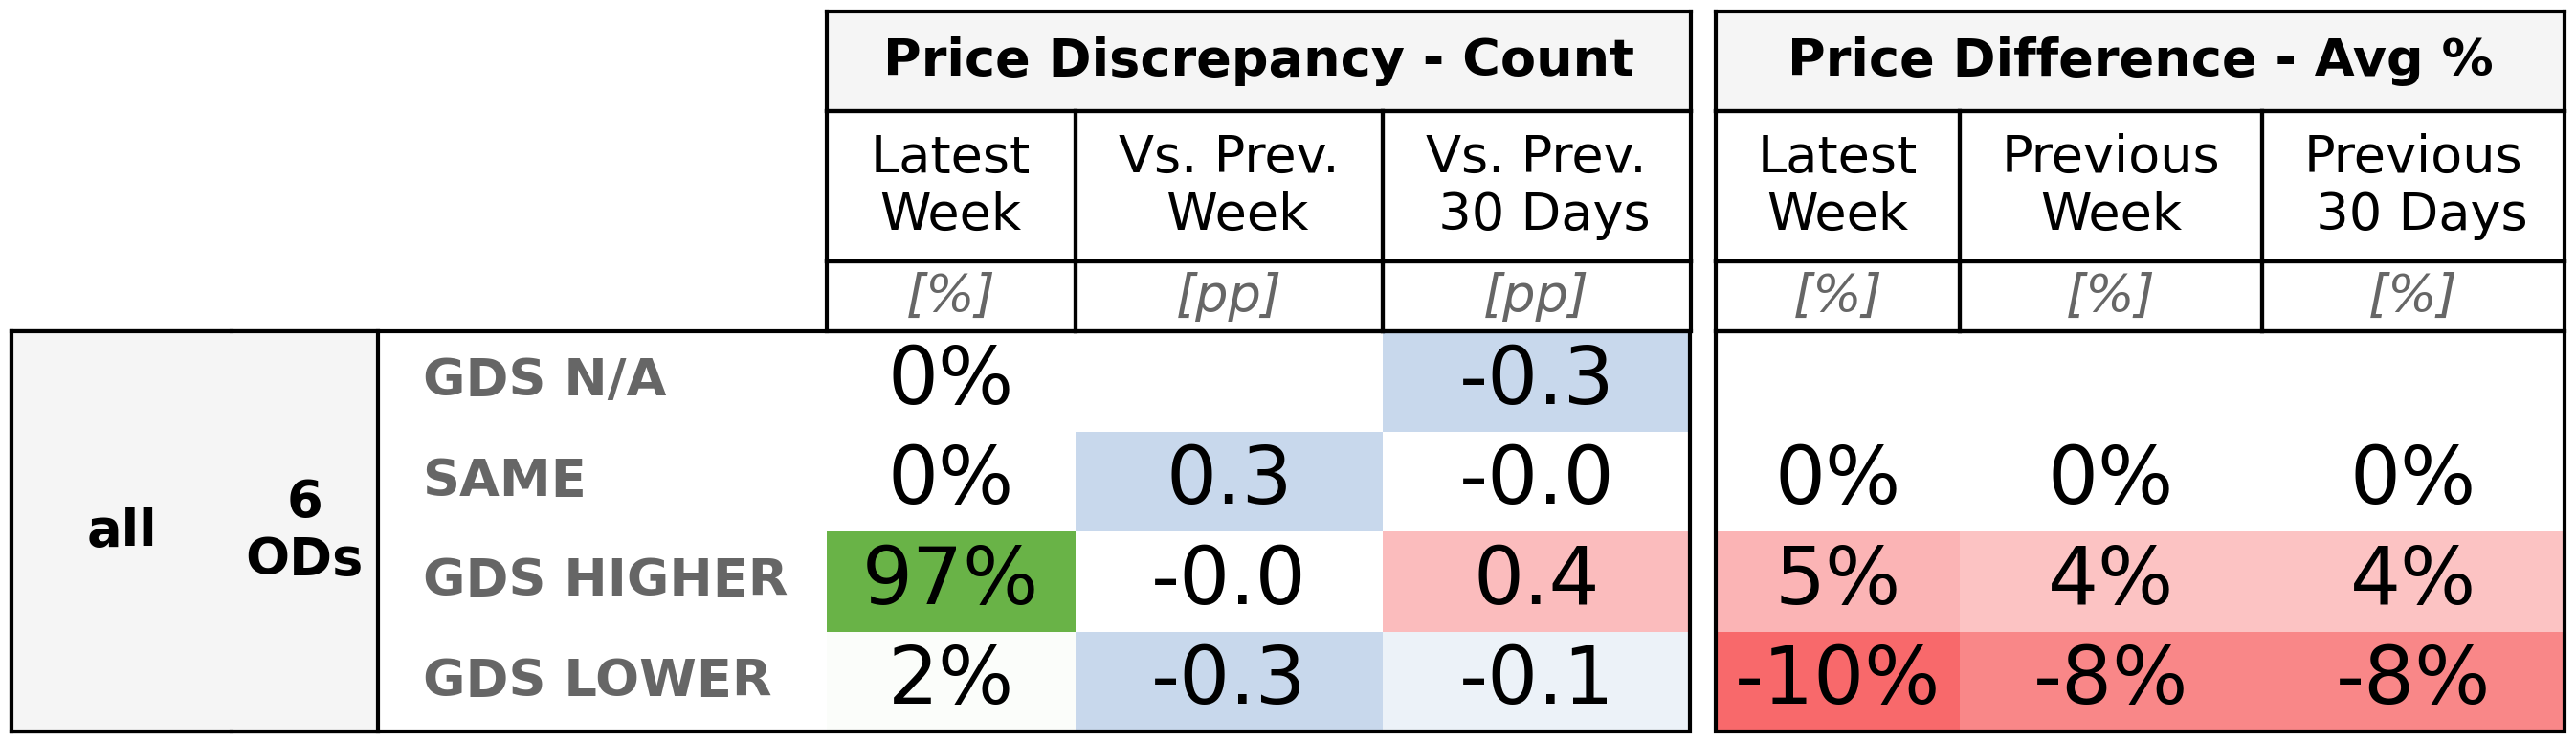 Price Discrepancy - Count Price Difference - Avg %
Latest Week Vs. Prev. Week Vs. Prev. 30 Days Latest Week Previous Week Previous 30 Days
[%] [pp] [pp] [%] [%] [%]
all
6 ODs
GDS N/A 0% -0.3
SAME 0% 0.3 -0.0 0% 0% 0%
GDS HIGHER 97% -0.0 0.4 5% 4% 4%
GDS LOWER 2% -0.3 -0.1 -10% -8% -8%